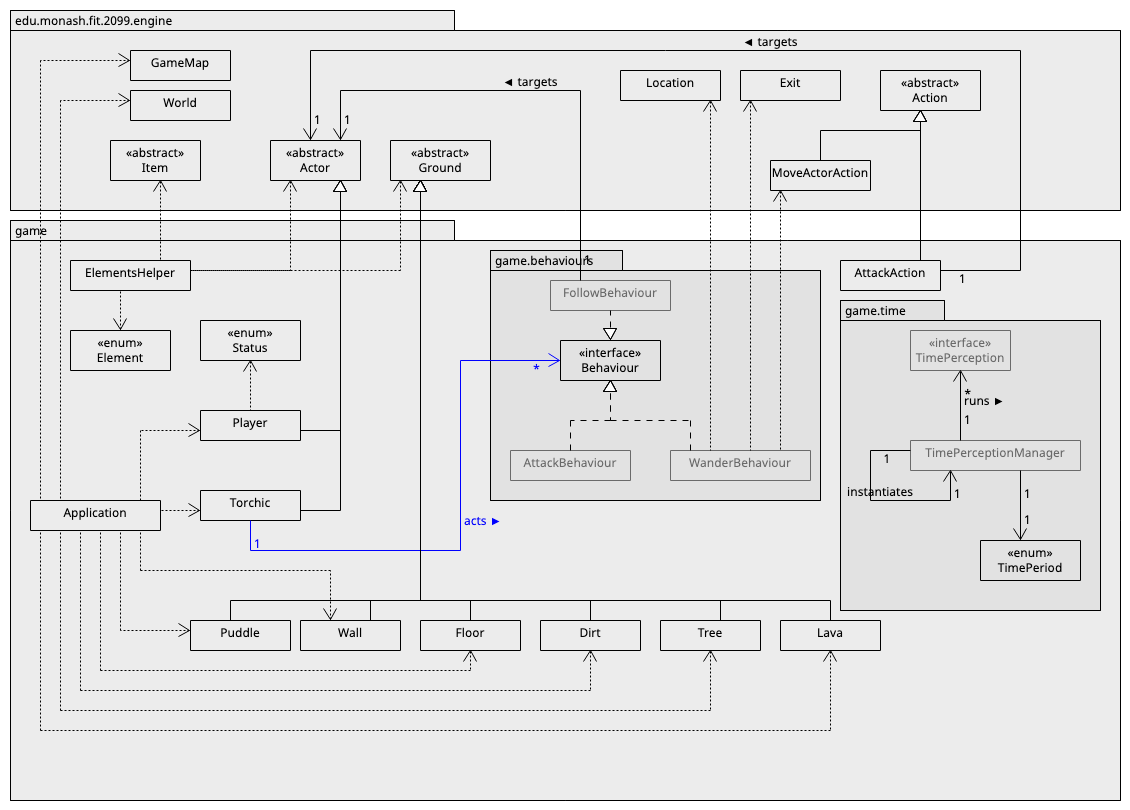 edu.monash.fit.2099.engine
◄ targets
GameMap
World
◄ targets
Location
Exit
«abstract»
Action
1
1
«abstract»
Item
«abstract»
Actor
«abstract»
Ground
MoveActorAction
game
ElementsHelper
game.behaviours
1
AttackAction
1
FollowBehaviour
game.time
«enum»
Element
«enum»
Status
«interface»
Behaviour
*
«interface»
TimePerception
*
runs ►
1
Player
AttackBehaviour
WanderBehaviour
TimePerceptionManager
1
instantiates
1
1
1
Torchic
Application
acts ►
1
«enum»
TimePeriod
Puddle
Wall
Floor
Dirt
Tree
Lava